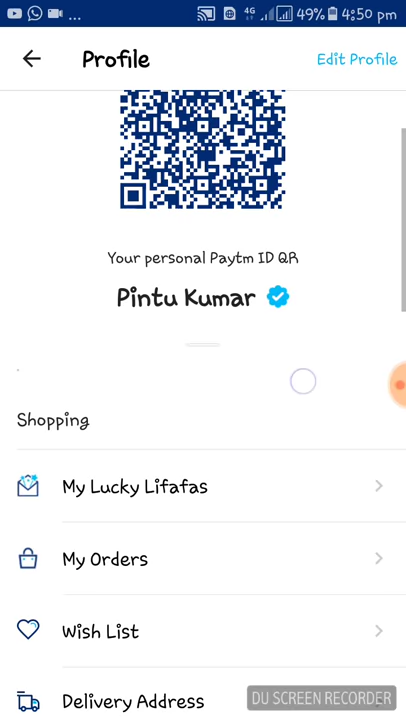 ... 4G 49% 4:50 pm
Profile Edit Profile
Your personal Paytm ID QR
Pintu Kumar
Shopping
My Lucky Lifafas
My Orders
Wish List
Delivery Address
DU SCREEN RECORDER